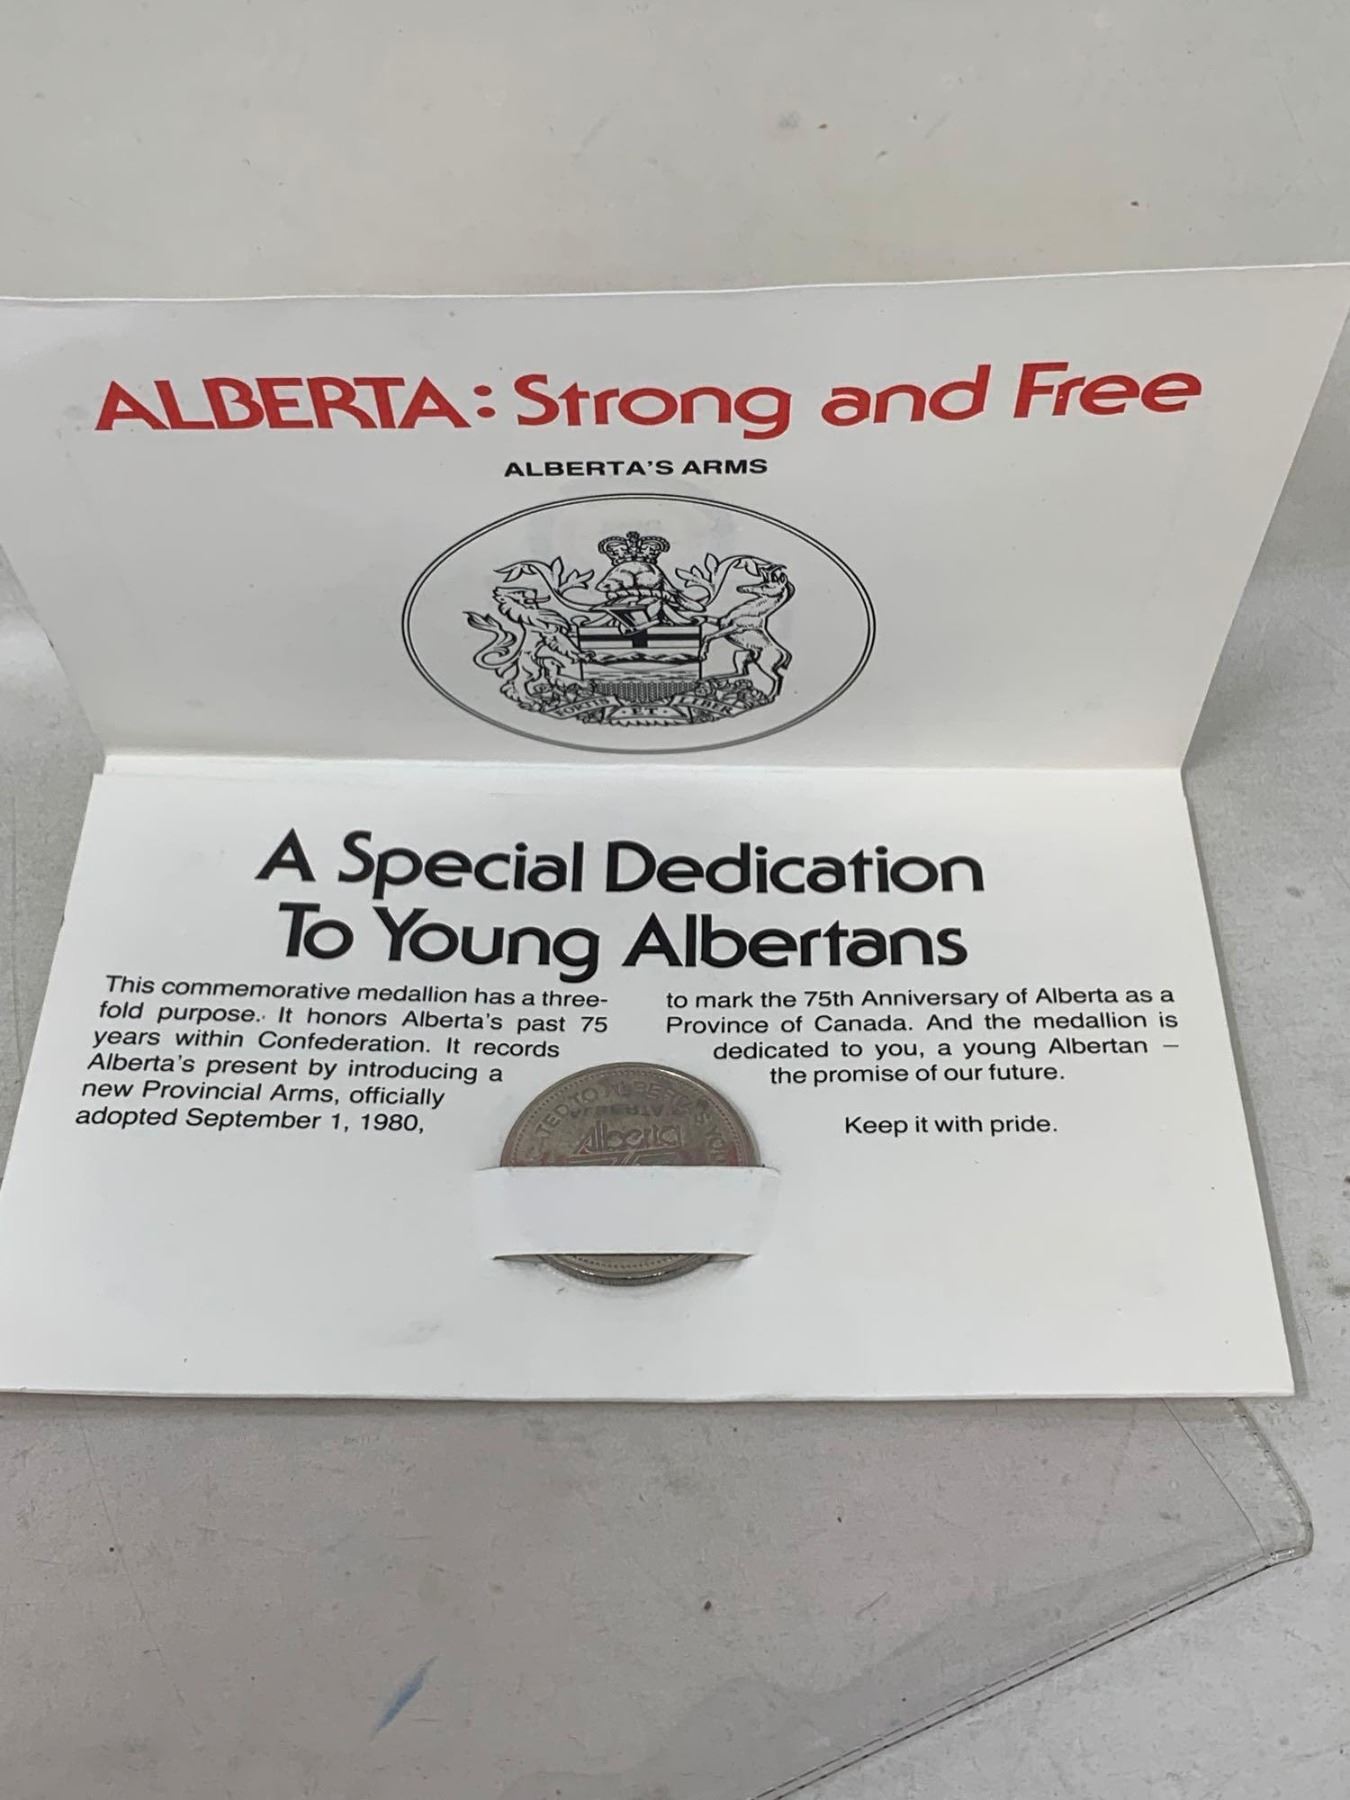 ALBERTA: Strong and Free
ALBERTA'S ARMS
FORTIS ET LIBER
A Special Dedication
To Young Albertans
This commemorative medallion has a three-
fold purpose. It honors Alberta's past 75
years within Confederation. It records
Alberta's present by introducing a
new Provincial Arms, officially
adopted September 1, 1980,
to mark the 75th Anniversary of Alberta as a
Province of Canada. And the medallion is
dedicated to you, a young Albertan –
the promise of our future.
Keep it with pride.
Alberta